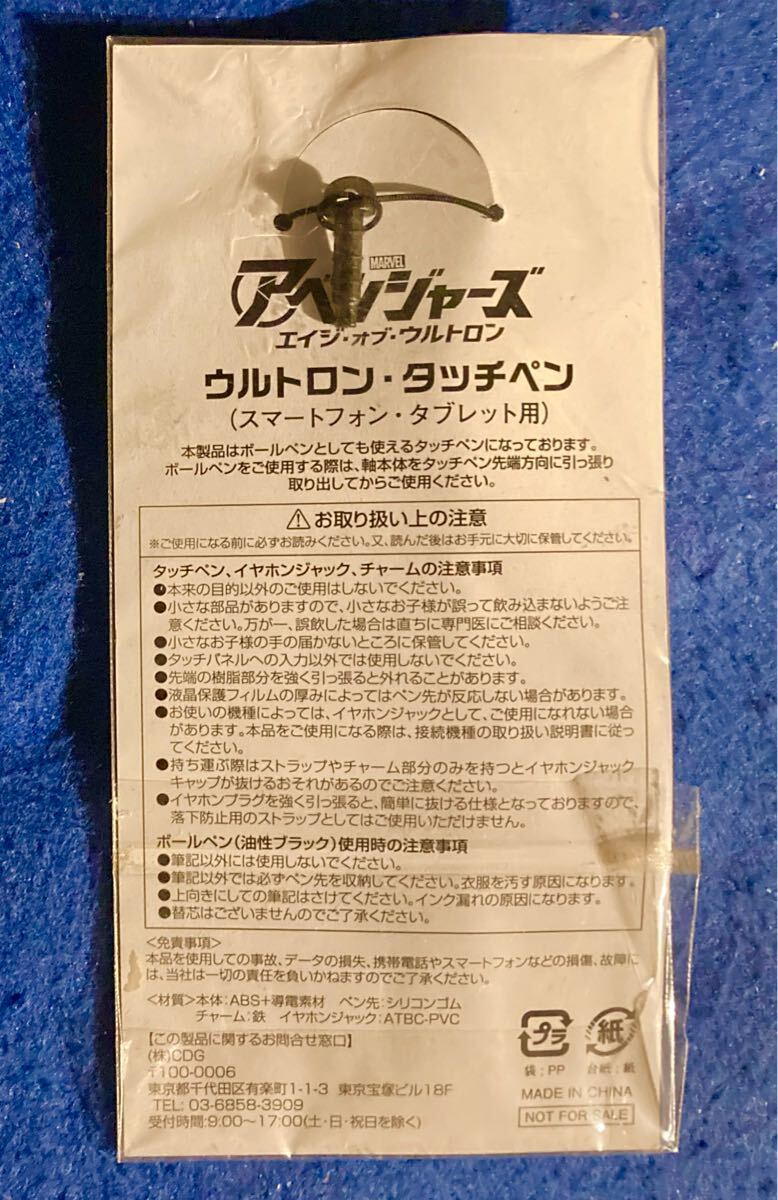 MARVEL
アベンジャーズ
エイジ・オブ・ウルトロン
ウルトロン・タッチペン
(スマートフォン・タブレット用)
本製品はボールペンとしても使えるタッチペンになっております。
ボールペンをご使用する際は、軸本体をタッチペン先端方向に引っ張り
取り出してからご使用ください。
⚠お取り扱い上の注意
※ご使用になる前に必ずお読みください。又、読んだ後はお手元に大切に保管してください。
タッチペン、イヤホンジャック、チャームの注意事項
●本来の目的以外のご使用はしないでください。
●小さな部品がありますので、小さなお子様が誤って飲み込まないようご注
意ください。万が一、誤飲した場合は直ちに専門医にご相談ください。
●小さなお子様の手の届かないところに保管してください。
●タッチパネルへの入力以外では使用しないでください。
●先端の樹脂部分を強く引っ張ると外れることがあります。
●液晶保護フィルムの厚みによってはペン先が反応しない場合があります。
●お使いの機種によっては、イヤホンジャックとして、ご使用になれない場合
があります。本品をご使用になる際は、接続機種の取り扱い説明書に従っ
てください。
●持ち運ぶ際はストラップやチャーム部分のみを持つとイヤホンジャック
キャップが抜けるおそれがあるのでご注意ください。
●イヤホンプラグを強く引っ張ると、簡単に抜ける仕様となっておりますので、
落下防止用のストラップとしてはご使用いただけません。
ボールペン(油性ブラック)使用時の注意事項
●筆記以外には使用しないでください。
●筆記以外では必ずペン先を収納してください。衣服を汚す原因になります。
●上向きにしての筆記はさけてください。インク漏れの原因になります。
●替芯はございませんのでご了承ください。
<免責事項>
本品を使用しての事故、データの損失、携帯電話やスマートフォンなどの損傷、故障に
は、当社は一切の責任を負いかねますのでご了承ください。
<材質>本体:ABS+導電素材 ペン先:シリコンゴム
チャーム:鉄 イヤホンジャック:ATBC-PVC
【この製品に関するお問合せ窓口】
(株)CDG
〒100-0006
東京都千代田区有楽町1-1-3 東京宝塚ビル18F
TEL: 03-6858-3909
受付時間:9:00〜17:00(土・日・祝日を除く)
プラ 紙
袋:PP 台紙:紙
MADE IN CHINA
NOT FOR SALE